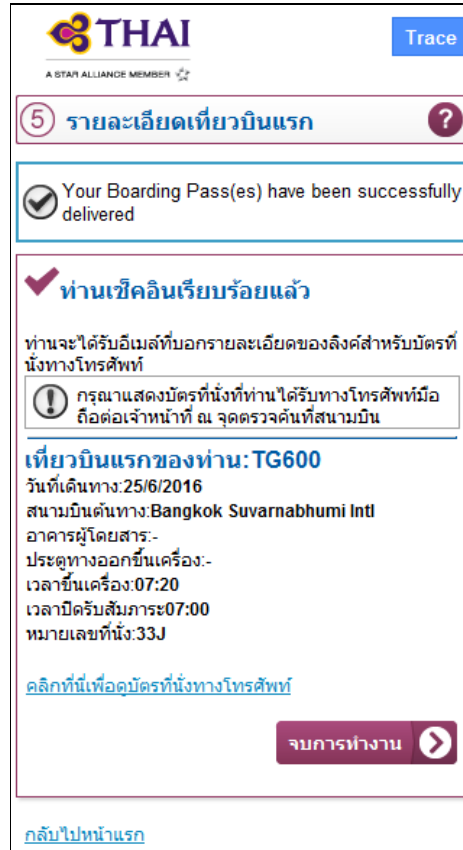 THAI
Trace
A STAR ALLIANCE MEMBER
5 รายละเอียดเที่ยวบินแรก ?
Your Boarding Pass(es) have been successfully
delivered
ท่านเช็คอินเรียบร้อยแล้ว
ท่านจะได้รับอีเมล์ที่บอกรายละเอียดของลิงค์สำหรับบัตรที่
นั่งทางโทรศัพท์
กรุณาแสดงบัตรที่นั่งที่ท่านได้รับทางโทรศัพท์มือ
ถือต่อเจ้าหน้าที่ ณ จุดตรวจค้นที่สนามบิน
เที่ยวบินแรกของท่าน:TG600
วันที่เดินทาง:25/6/2016
สนามบินต้นทาง:Bangkok Suvarnabhumi Intl
อาคารผู้โดยสาร:-
ประตูทางออกขึ้นเครื่อง:-
เวลาขึ้นเครื่อง:07:20
เวลาปิดรับสัมภาระ07:00
หมายเลขที่นั่ง:33J
คลิกที่นี่เพื่อดูบัตรที่นั่งทางโทรศัพท์
จบการทำงาน
กลับไปหน้าแรก